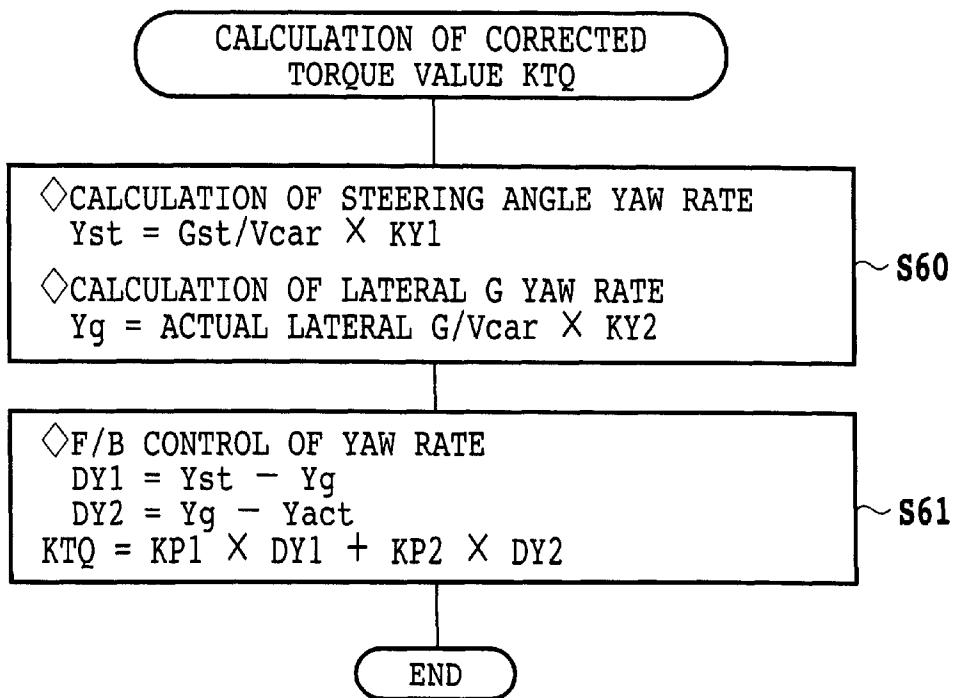 CALCULATION OF CORRECTED
TORQUE VALUE KTQ
◇CALCULATION OF STEERING ANGLE YAW RATE
Yst = Gst/Vcar × KY1
◇CALCULATION OF LATERAL G YAW RATE
Yg = ACTUAL LATERAL G/Vcar × KY2
S60
◇F/B CONTROL OF YAW RATE
DY1 = Yst − Yg
DY2 = Yg − Yact
KTQ = KP1 × DY1 + KP2 × DY2
S61
END